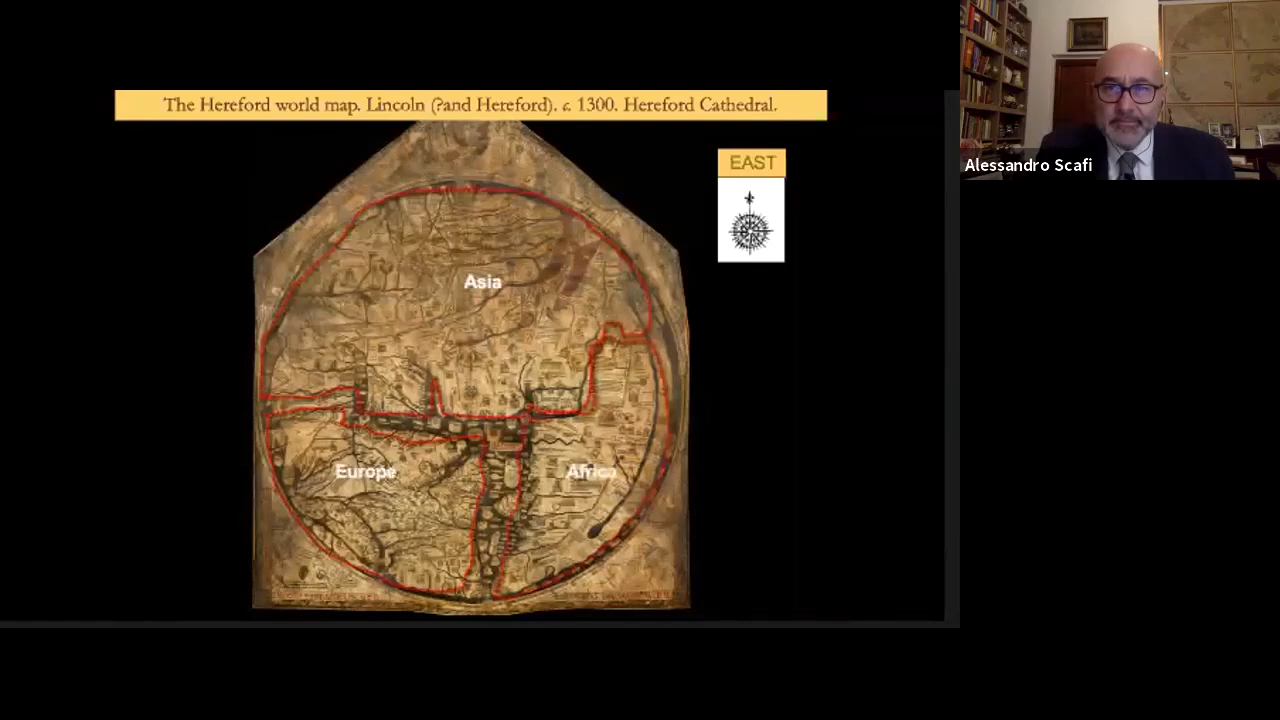 The Hereford world map. Lincoln (?and Hereford). c. 1300. Hereford Cathedral.
EAST
Asia
Europe
Africa
Alessandro Scafi